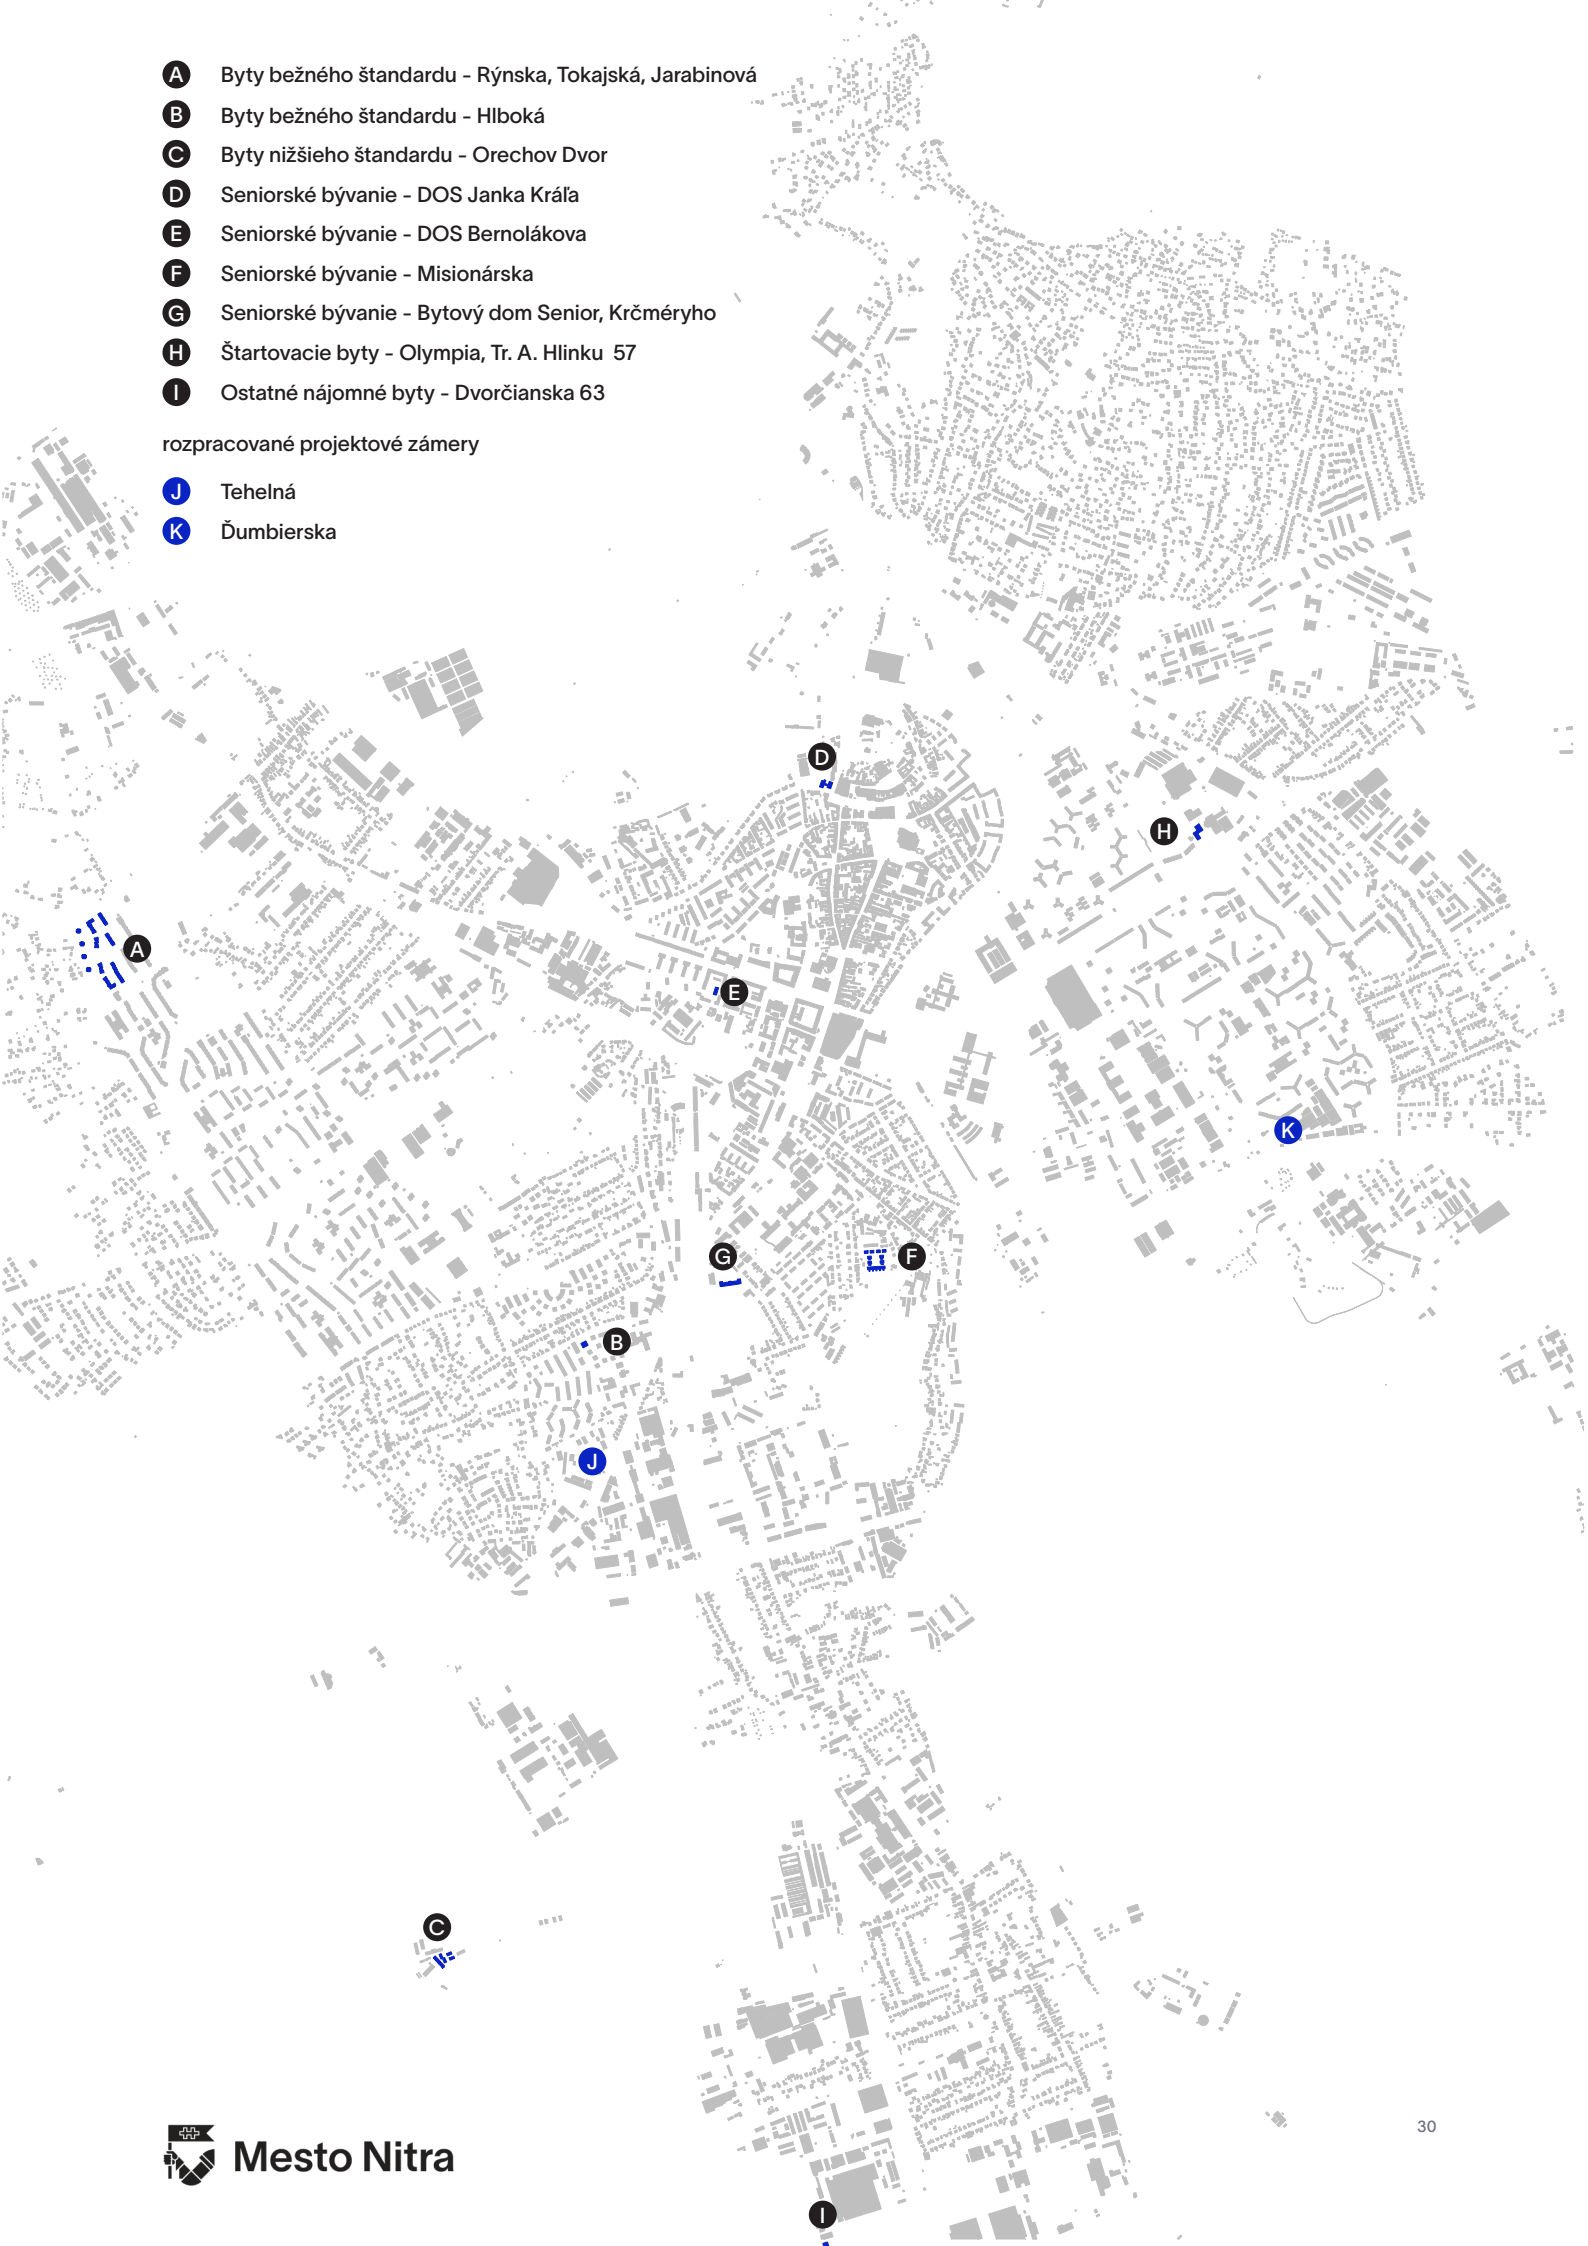 A Byty bežného štandardu - Rýnska, Tokajská, Jarabinová
B Byty bežného štandardu - Hlboká
C Byty nižšieho štandardu - Orechov Dvor
D Seniorské bývanie - DOS Janka Kráľa
E Seniorské bývanie - DOS Bernolákova
F Seniorské bývanie - Misionárska
G Seniorské bývanie - Bytový dom Senior, Krčméryho
H Štartovacie byty - Olympia, Tr. A. Hlinku 57
I Ostatné nájomné byty - Dvorčianska 63
rozpracované projektové zámery
J Tehelná
K Ďumbierska
D
H
A
E
K
G
F
B
J
C
30
Mesto Nitra
I